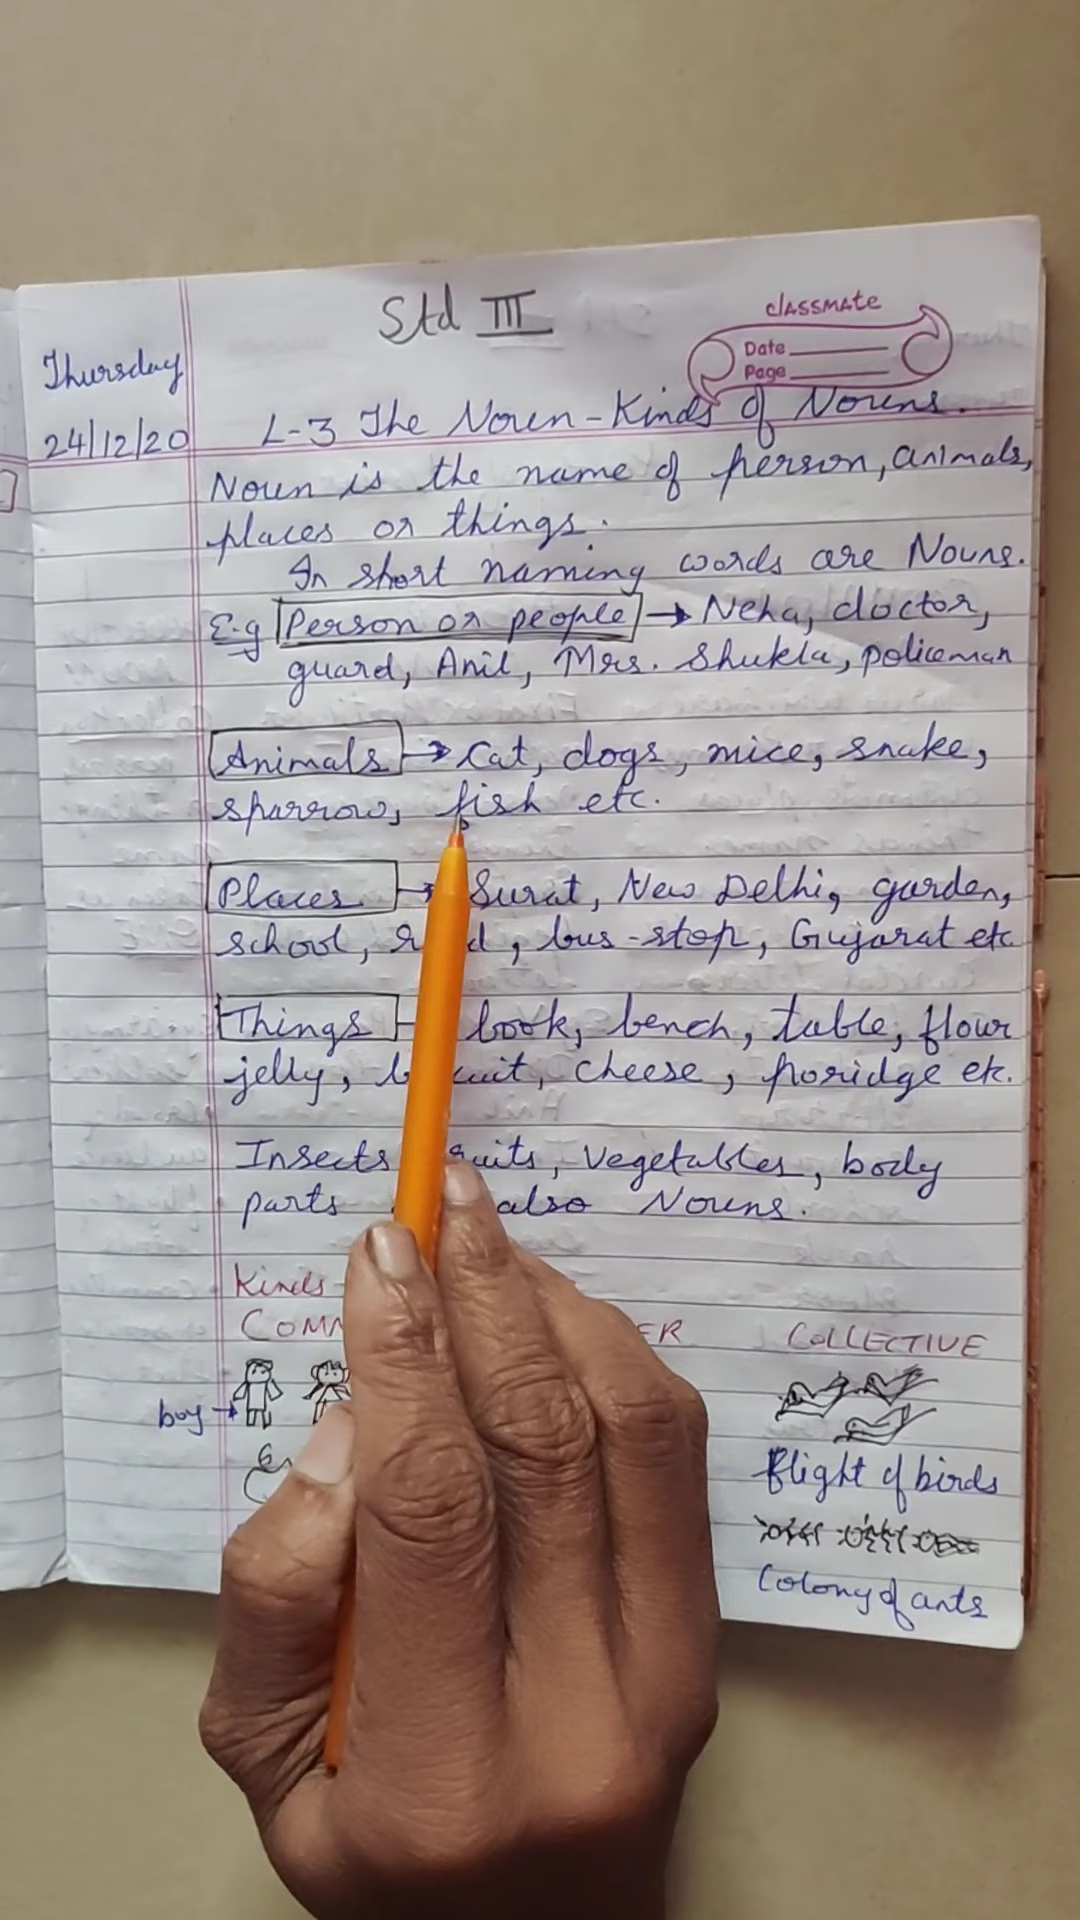 Std III
classmate
Date
Page
Thursday
24/12/20
L-3 The Noun - Kinds of Nouns.
Noun is the name of person, animals,
places or things.
In short naming words are Nouns.
E.g Person or people → Neha, doctor,
guard, Anil, Mrs. Shukla, policeman
Animals → Cat, dogs, mice, snake,
sparrow, fish etc.
Places → Surat, New Delhi, garden,
school, bus-stop, Gujarat etc
Things book, bench, table, flour
jelly, cheese, poridge etc.
Insects vegetables, body
parts also Nouns.
Kinds
COLLECTIVE
boy →
Flight of birds
Colony of ants